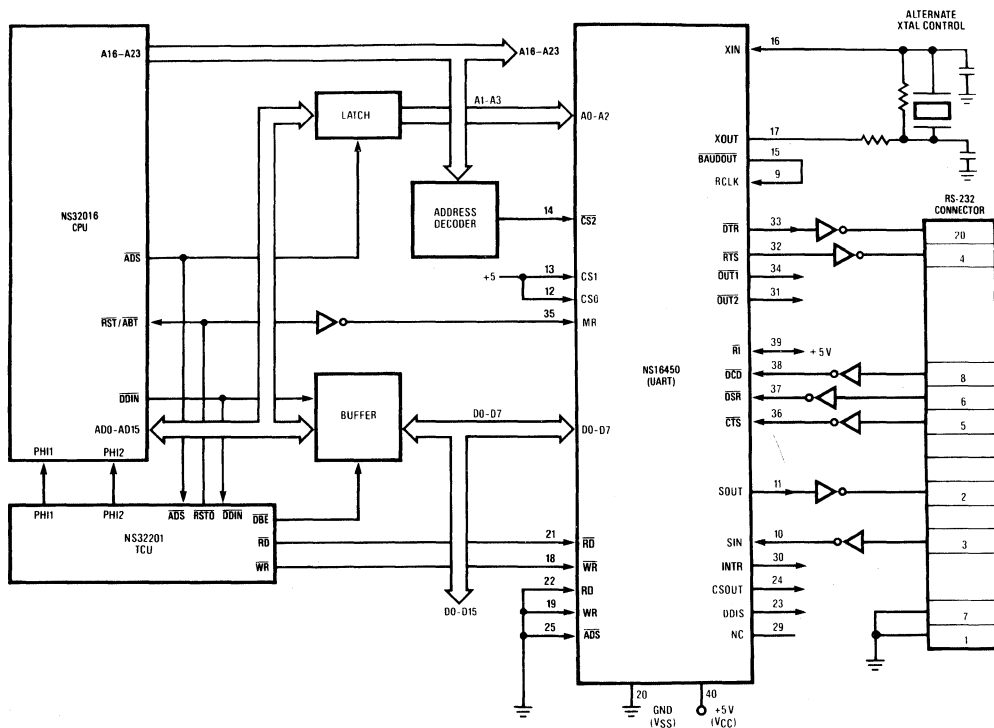 ALTERNATE
XTAL CONTROL
A16–A23
A16–A23
XIN
16
A1–A3
LATCH
A0-A2
XOUT
17
BAUDOUT
15
RCLK
9
RS-232
CONNECTOR
NS32016
CPU
ADDRESS
DECODER
14
CS2
DTR
33
20
RTS
32
4
ADS
+5
13
CS1
12
CS0
OUT1
34
OUT2
31
RST/ABT
35
MR
NS16450
(UART)
RI
39
+5V
DCD
38
8
DSR
37
6
CTS
36
5
DDIN
BUFFER
AD0-AD15
D0-D7
D0-D7
PHI1
PHI2
SOUT
11
2
PHI1
PHI2
ADS
RSTO
DDIN
DBE
NS32201
TCU
RD
WR
21
RD
18
WR
22
RD
19
WR
25
ADS
D0-D15
SIN
10
3
INTR
30
CSOUT
24
DDIS
23
NC
29
7
1
20
GND
(VSS)
40
+5V
(VCC)